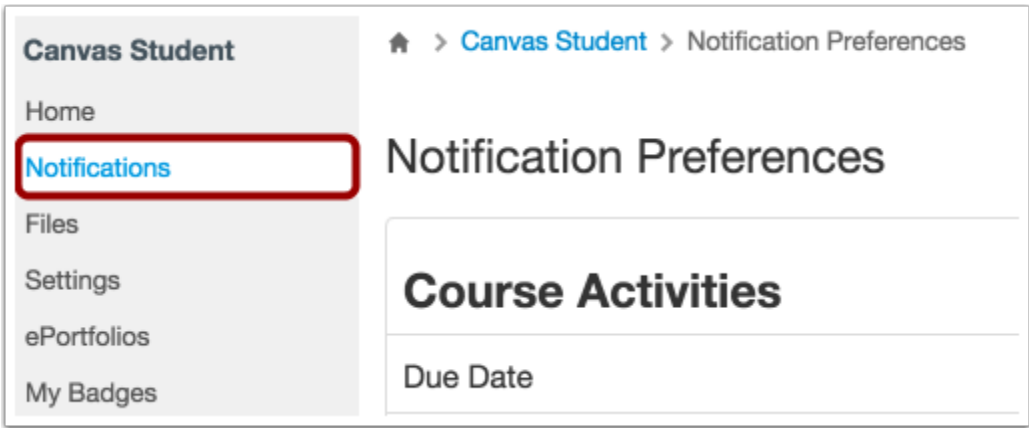 Canvas Student
Home
Notifications
Files
Settings
ePortfolios
My Badges
> Canvas Student > Notification Preferences
Notification Preferences
Course Activities
Due Date